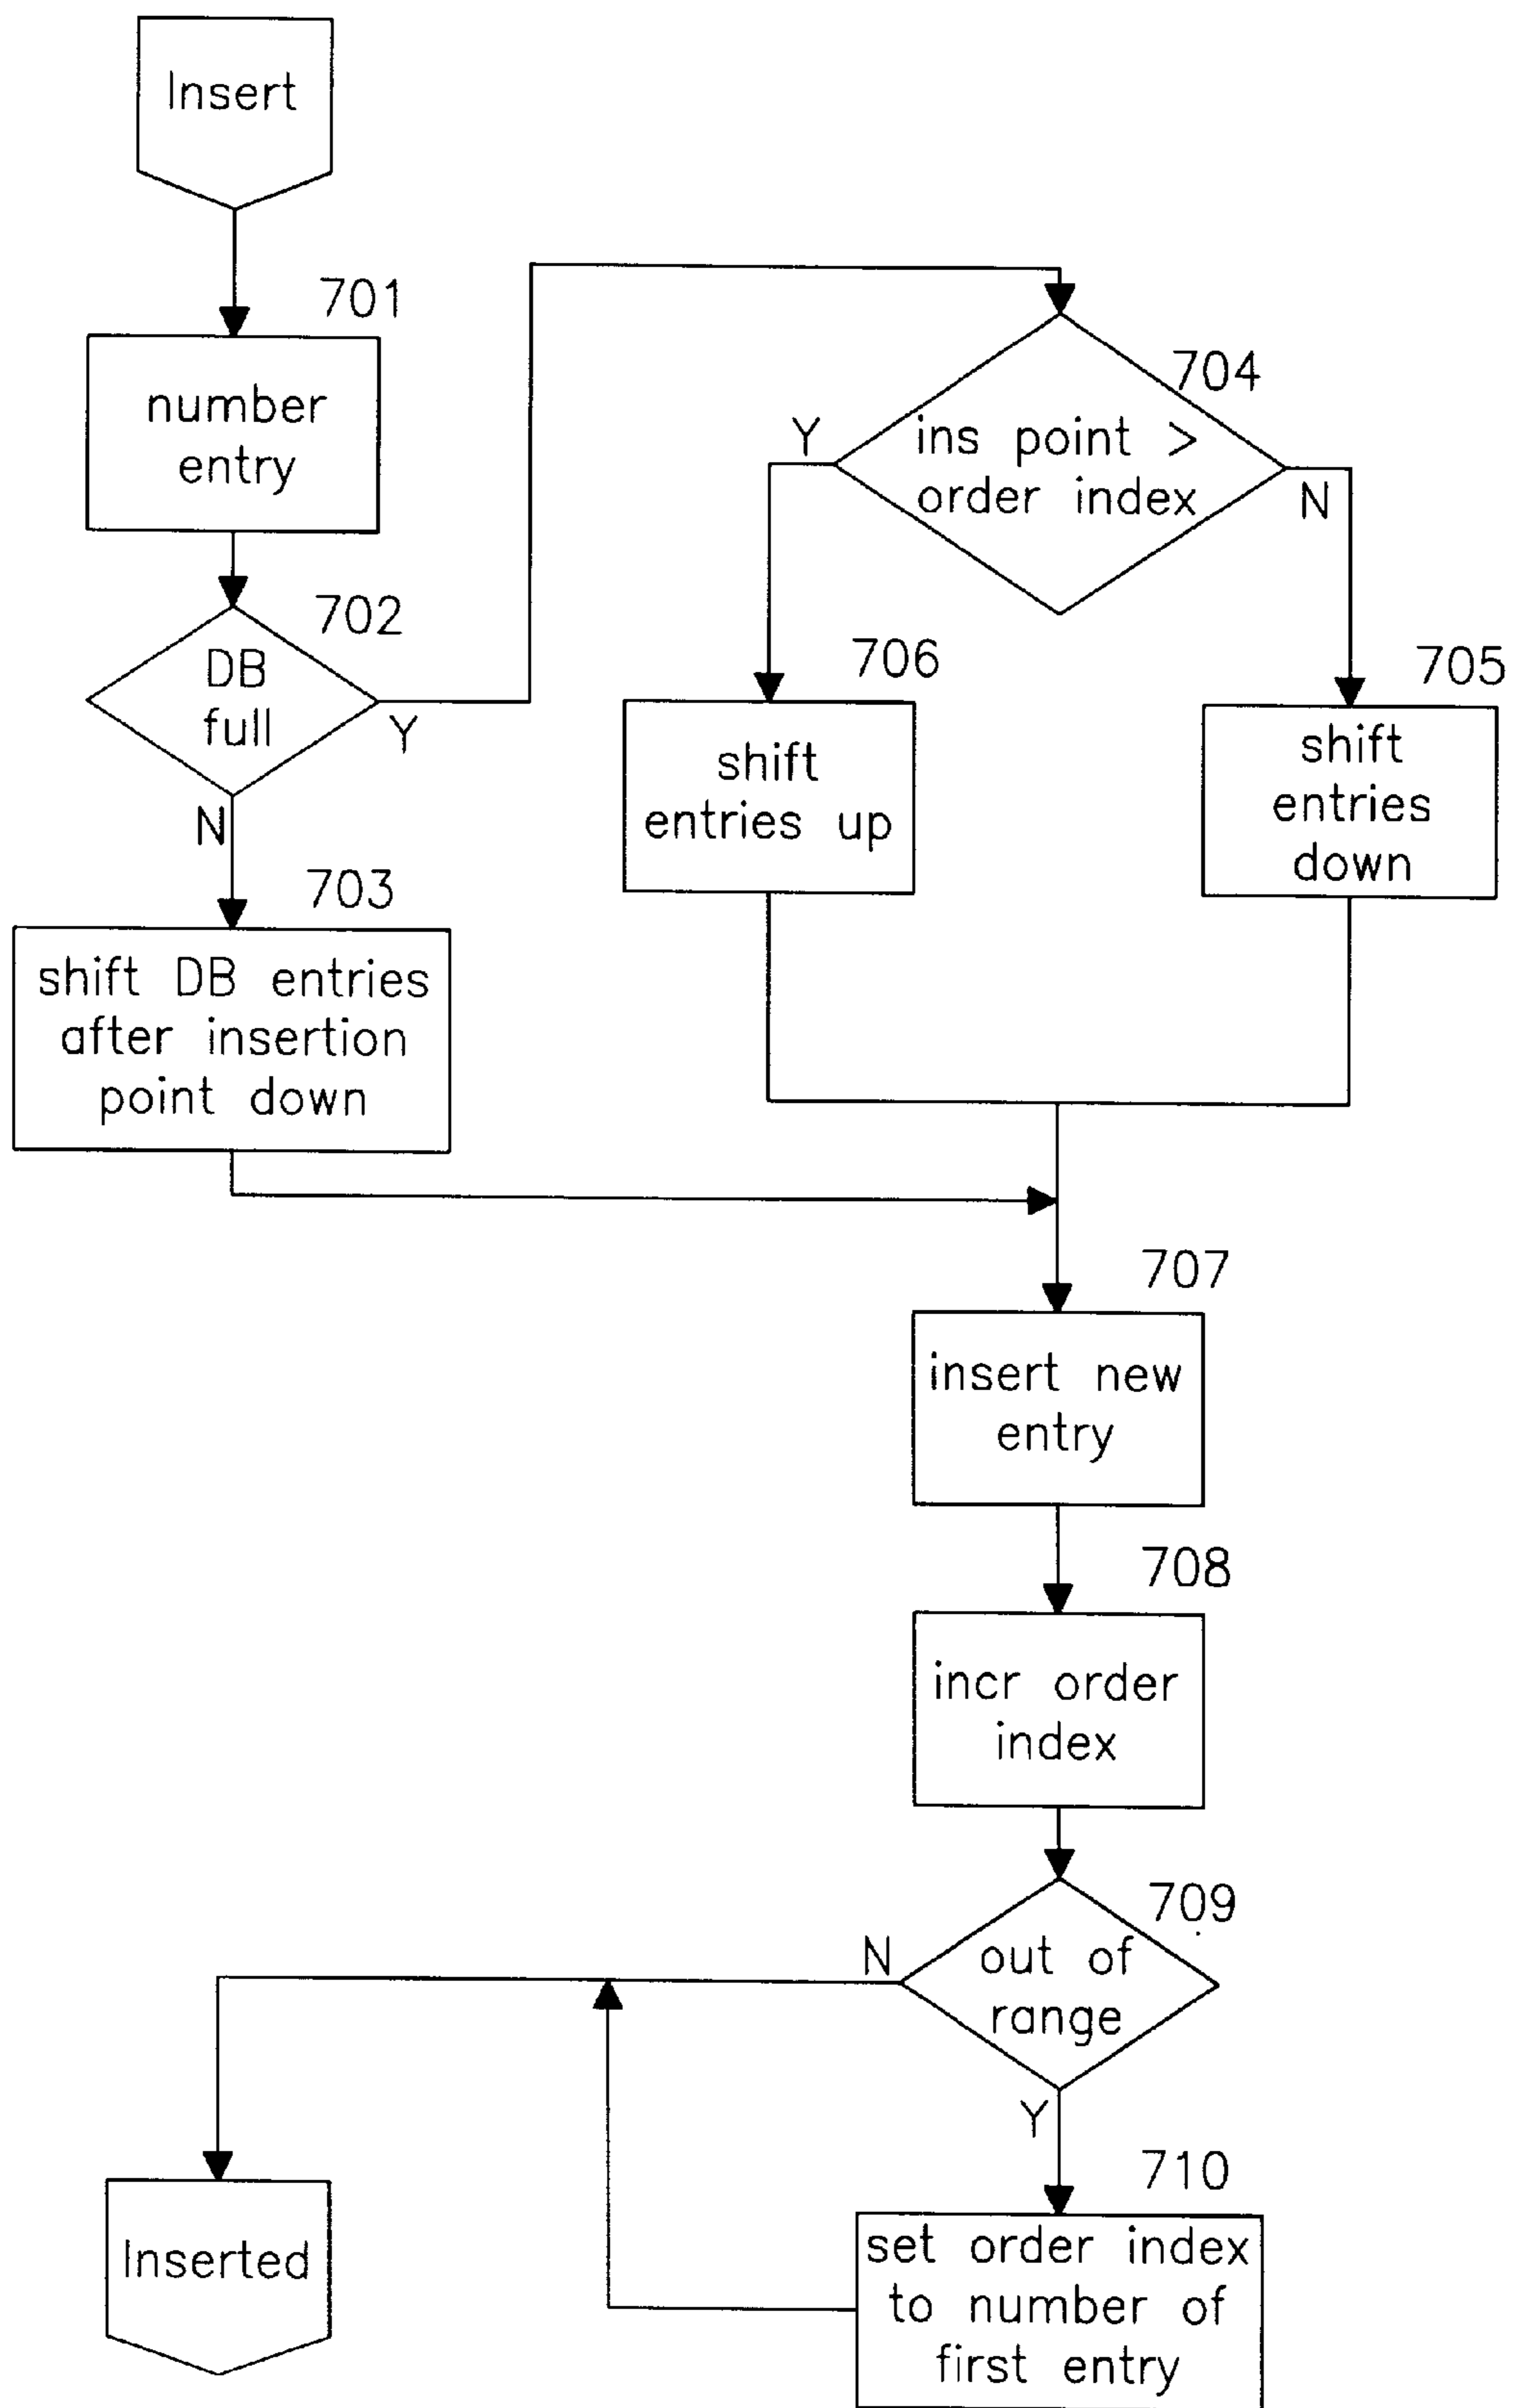 Insert
701
number
entry
702
DB
full
Y
N
703
shift DB entries
after insertion
point down
704
ins point >
order index
Y
N
706
shift
entries up
705
shift
entries
down
707
insert new
entry
708
incr order
index
709
out of
range
N
Y
710
set order index
to number of
first entry
Inserted